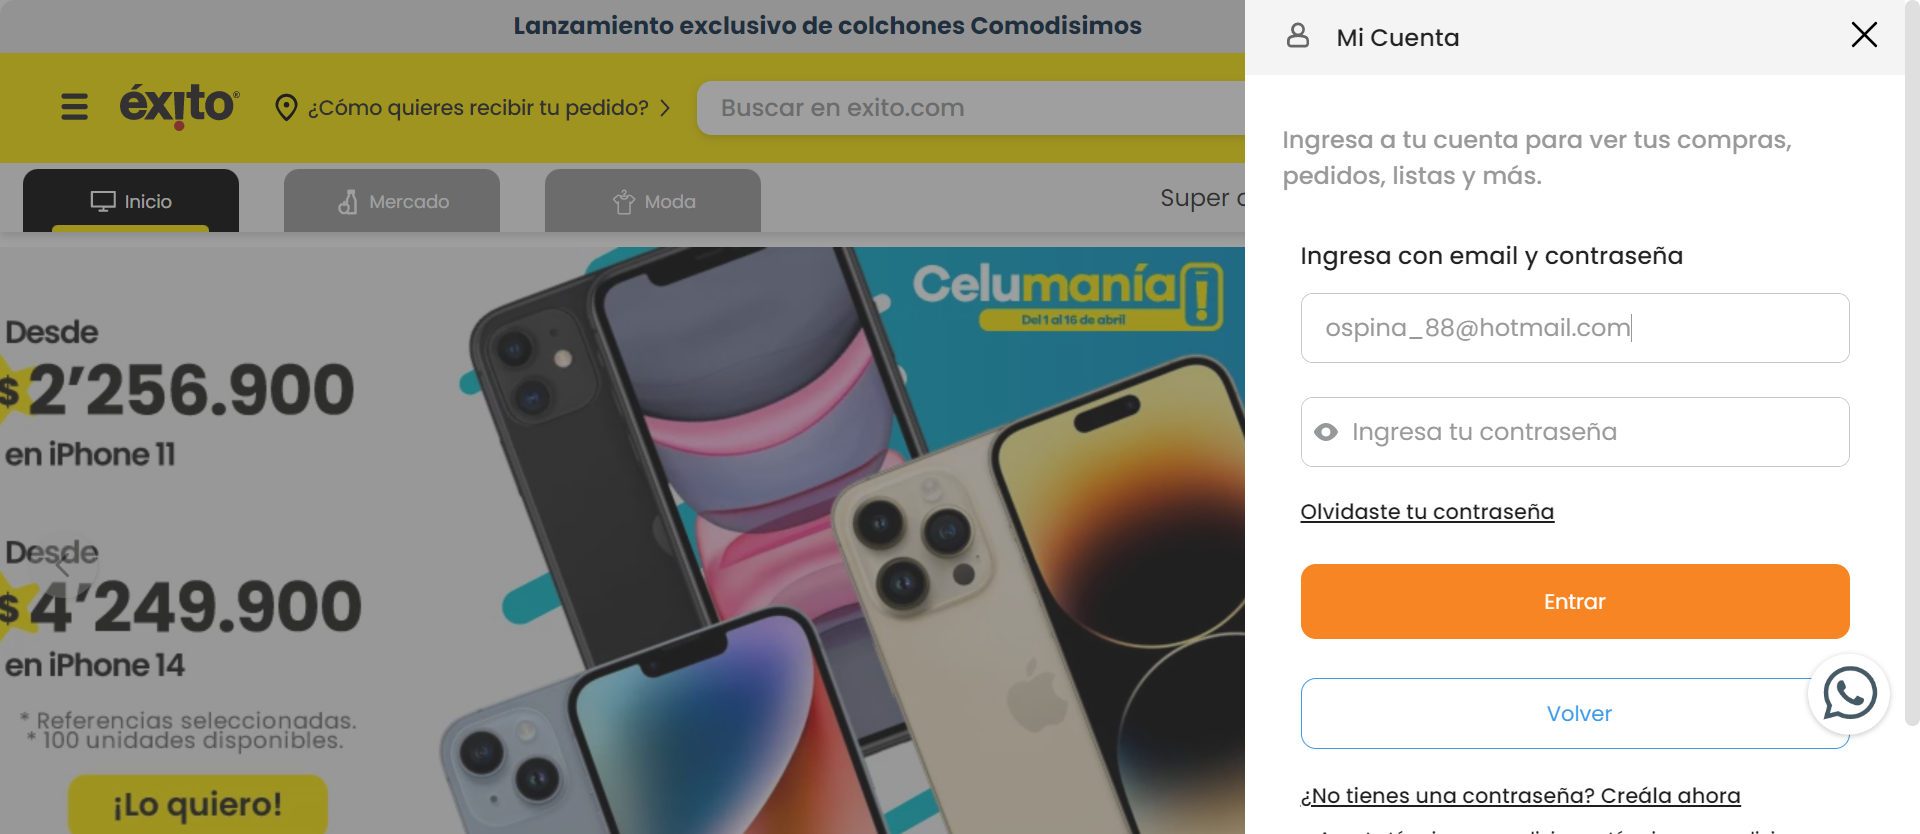 Lanzamiento exclusivo de colchones Comodisimos
éxito®
¿Cómo quieres recibir tu pedido?
Buscar en exito.com
Inicio
Mercado
Moda
Super
Celumanía
Del 1 al 16 de abril
Desde
$2'256.900
en iPhone 11
Desde
$4'249.900
en iPhone 14
* Referencias seleccionadas.
* 100 unidades disponibles.
¡Lo quiero!
Mi Cuenta
Ingresa a tu cuenta para ver tus compras,
pedidos, listas y más.
Ingresa con email y contraseña
ospina_88@hotmail.com
Ingresa tu contraseña
Olvidaste tu contraseña
Entrar
Volver
¿No tienes una contraseña? Creála ahora